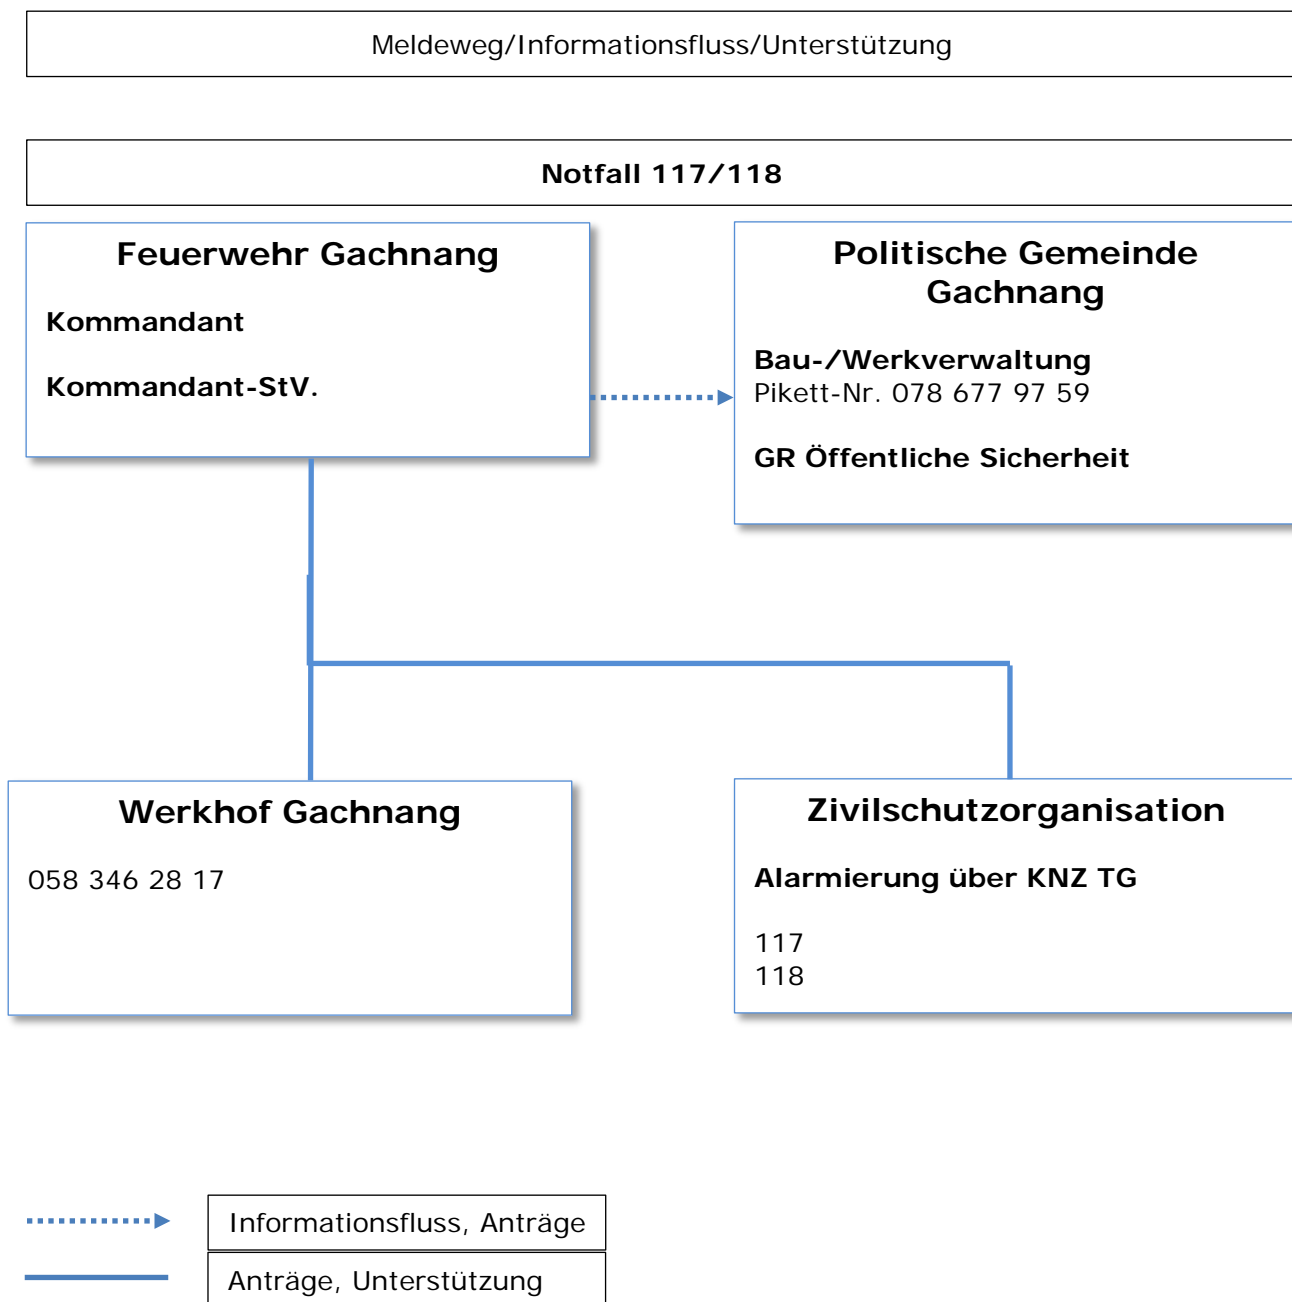 Meldeweg/Informationsfluss/Unterstützung
Notfall 117/118
Feuerwehr Gachnang
Kommandant
Kommandant-StV.
Politische Gemeinde
Gachnang
Bau-/Werkverwaltung
Pikett-Nr. 078 677 97 59
GR Öffentliche Sicherheit
Werkhof Gachnang
058 346 28 17
Zivilschutzorganisation
Alarmierung über KNZ TG
117
118
Informationsfluss, Anträge
Anträge, Unterstützung